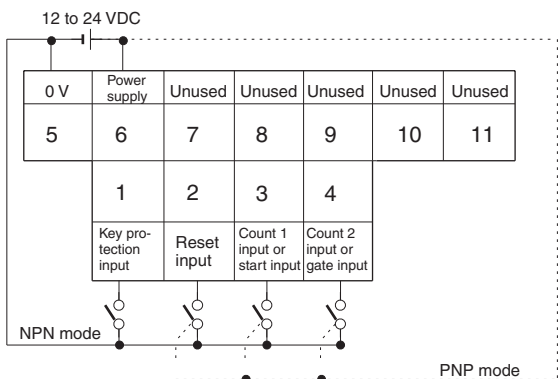 12 to 24 VDC
0 V
Power
supply
Unused
Unused
Unused
Unused
Unused
5
6
7
8
9
10
11
1
2
3
4
Key pro-
tection
input
Reset
input
Count 1
input or
start input
Count 2
input or
gate input
NPN mode
PNP mode